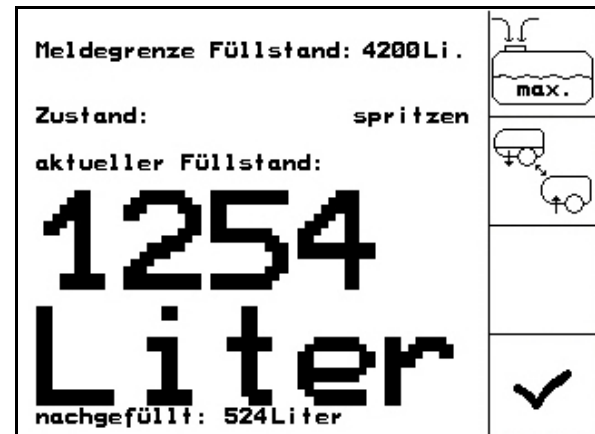 Meldegrenze Füllstand: 4200Li.
max.
Zustand: spritzen
aktueller Füllstand:
1254
Liter
nachgefüllt: 524Liter